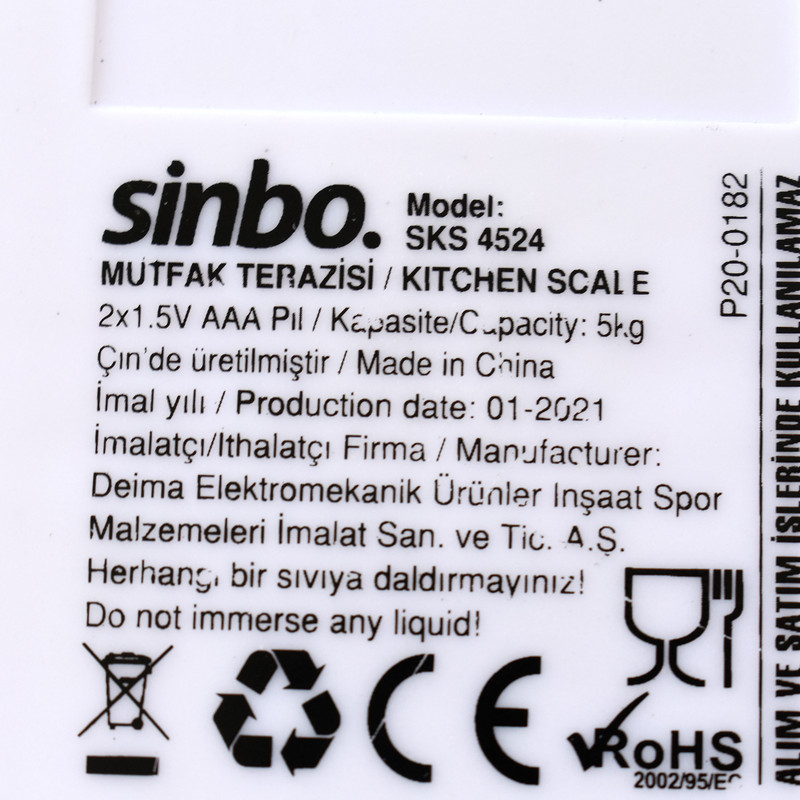 sinbo.
Model:
SKS 4524
MUTFAK TERAZİSİ / KITCHEN SCALE
2x1.5V AAA Pil / Kapasite/Capacity: 5kg
Çin'de üretilmiştir / Made in China
İmal yılı / Production date: 01-2021
İmalatçı/Ithalatçı Firma / Manufacturer:
Deima Elektromekanik Ürünler Inşaat Spor
Malzemeleri İmalat San. ve Tic. A.Ş.
Herhangi bir sıvıya daldırmayınız!
Do not immerse any liquid!
CE
RoHS
2002/95/EC
P20-0182
ALIM VE SATIM İŞLERİNDE KULLANILAMAZ